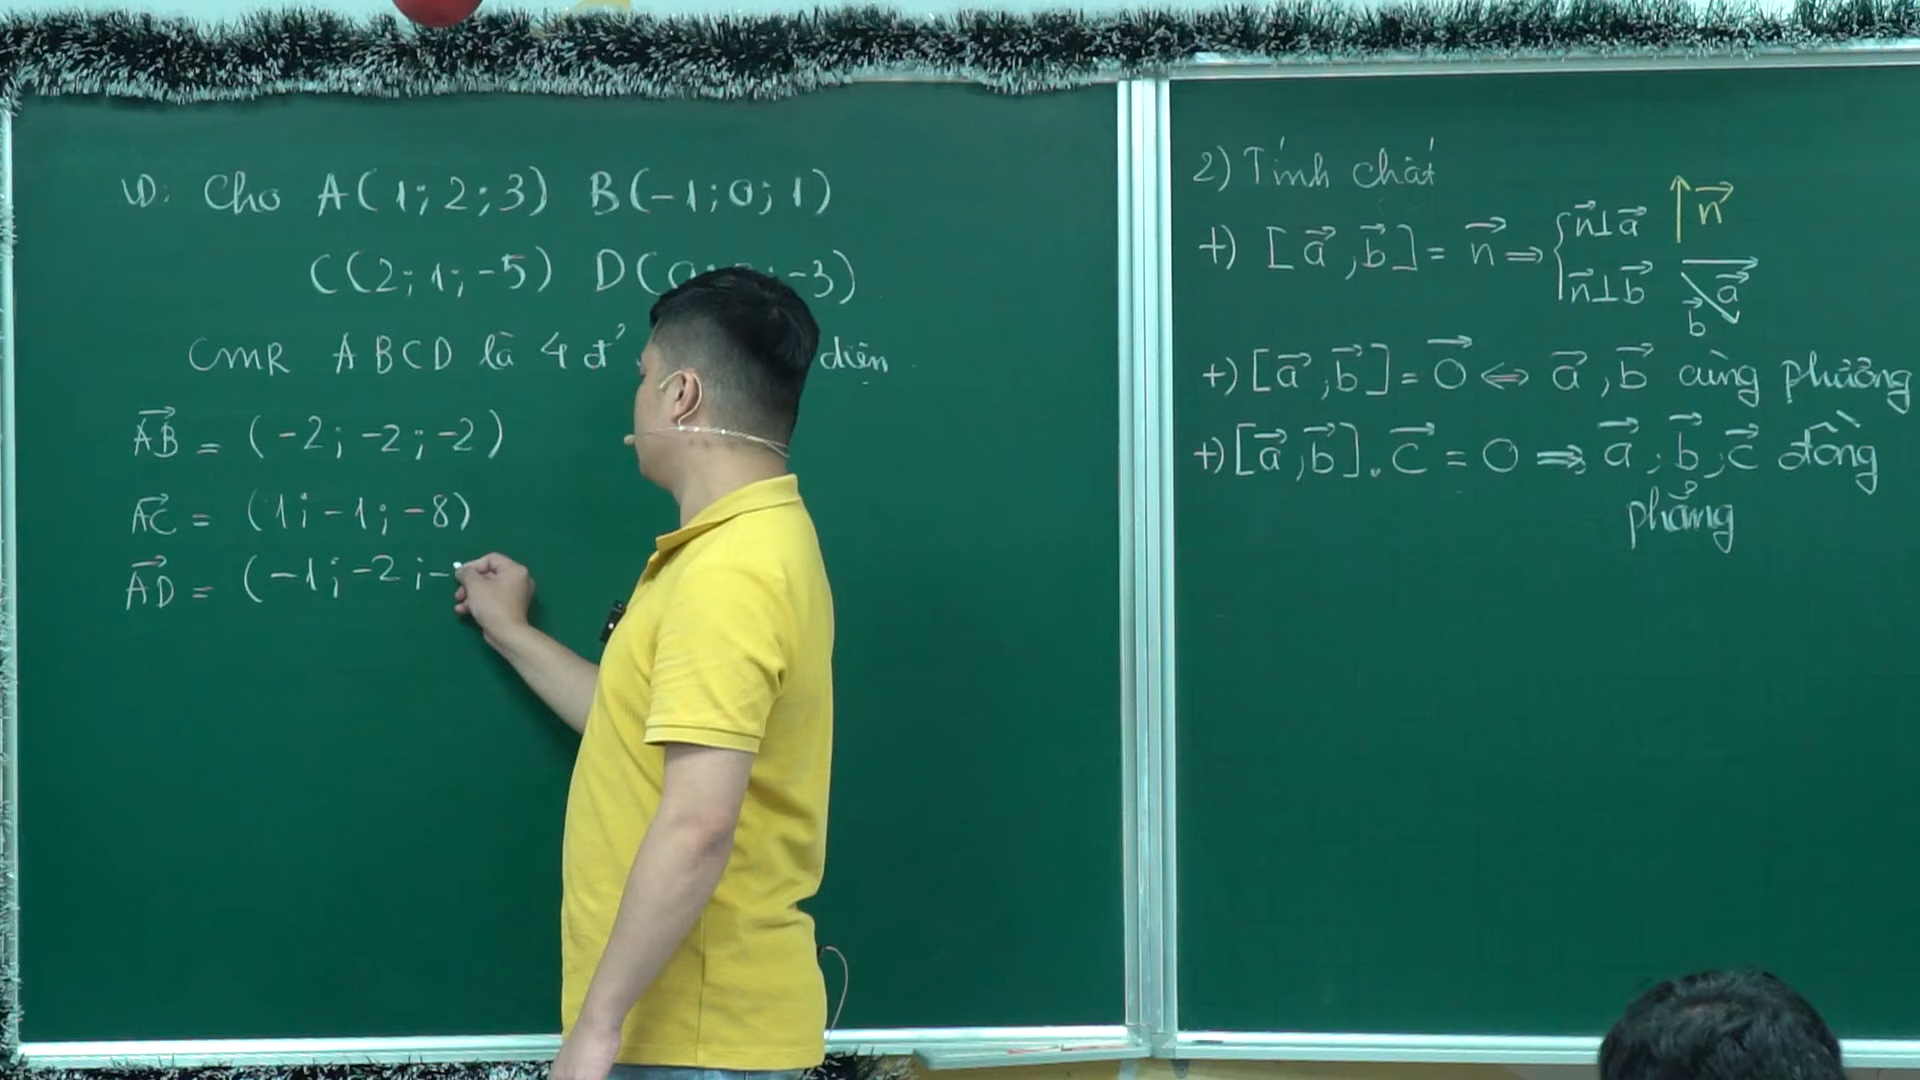 VD: Cho A(1;2;3) B(-1;0;1)
C(2;1;-5) D( -3)
CMR ABCD là 4 đ' diện
AB→ = (-2;-2;-2)
AC→ = (1;-1;-8)
AD→ = (-1;-2;-
2) Tính chất
+) [a→,b→] = n→ ⇒ { n→⊥a→
n→⊥b→
n→
a→
b→
+) [a→,b→] = 0→ ⇔ a→,b→ cùng phương
+) [a→,b→].c→ = 0 ⇒ a→,b→,c→ đồng
phẳng